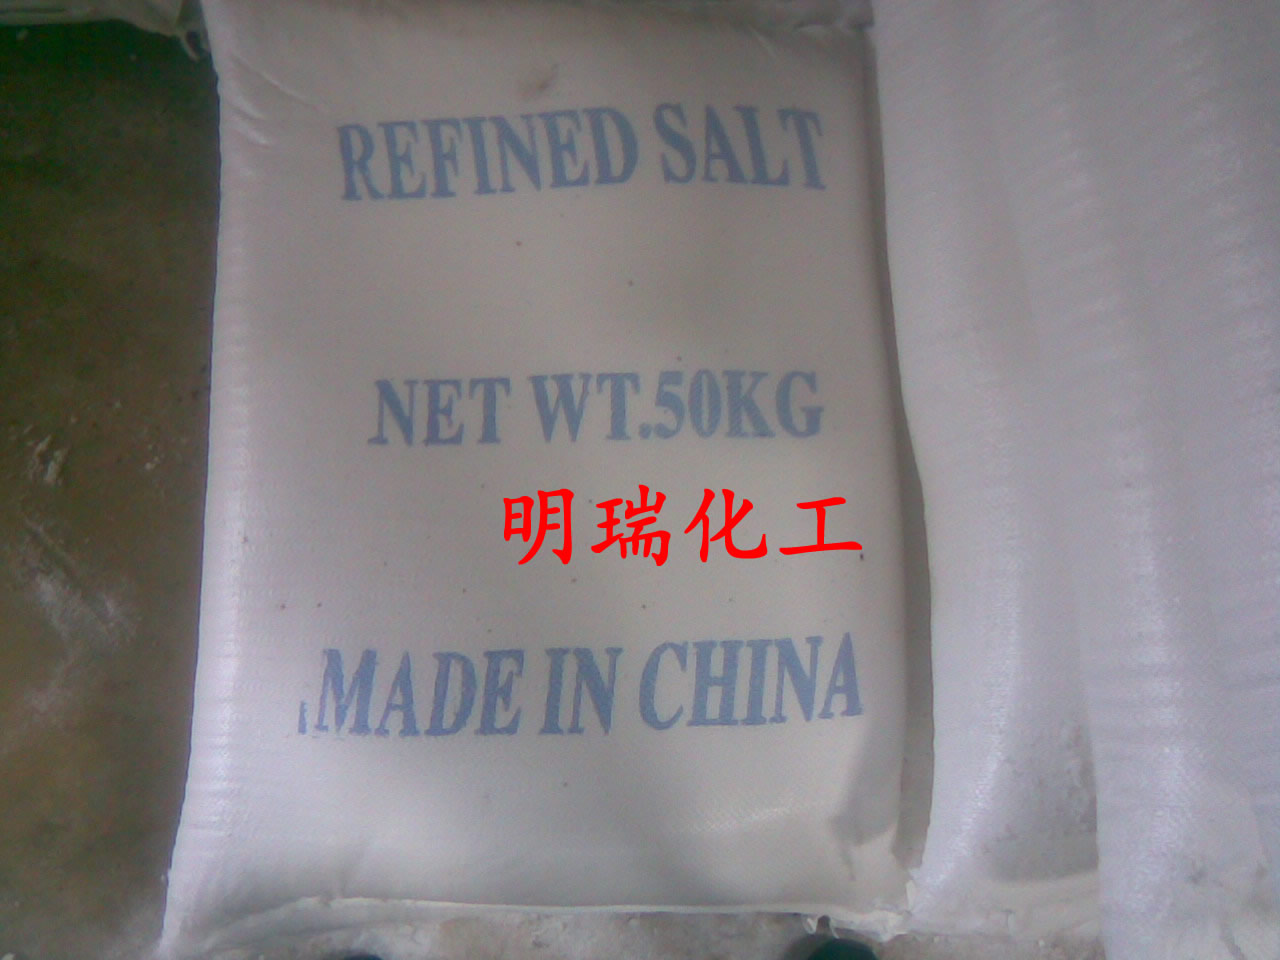 REFINED SALT
NET WT.50KG
明瑞化工
MADE IN CHINA